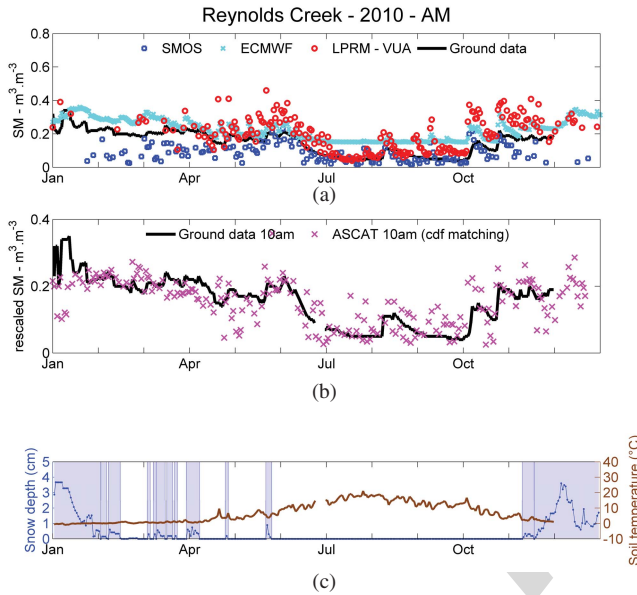 Reynolds Creek - 2010 - AM
0.8
SMOS ECMWF LPRM - VUA Ground data
0.6
0.4
0.2
0
SM - m³.m⁻³
Jan Apr Jul Oct
(a)
0.4
Ground data 10am ASCAT 10am (cdf matching)
0.2
0
rescaled SM - m³.m⁻³
Jan Apr Jul Oct
(b)
5 40
4 30
3 20
2 10
1 0
0 -10
Snow depth (cm)
Soil temperature (°C)
Jan Apr Jul Oct
(c)